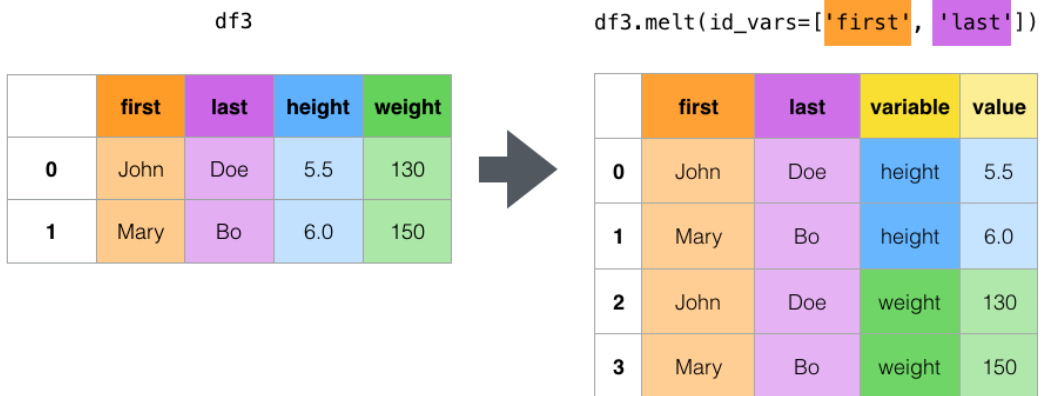 df3
df3.melt(id_vars=['first', 'last'])
first last height weight
0 John Doe 5.5 130
1 Mary Bo 6.0 150
first last variable value
0 John Doe height 5.5
1 Mary Bo height 6.0
2 John Doe weight 130
3 Mary Bo weight 150